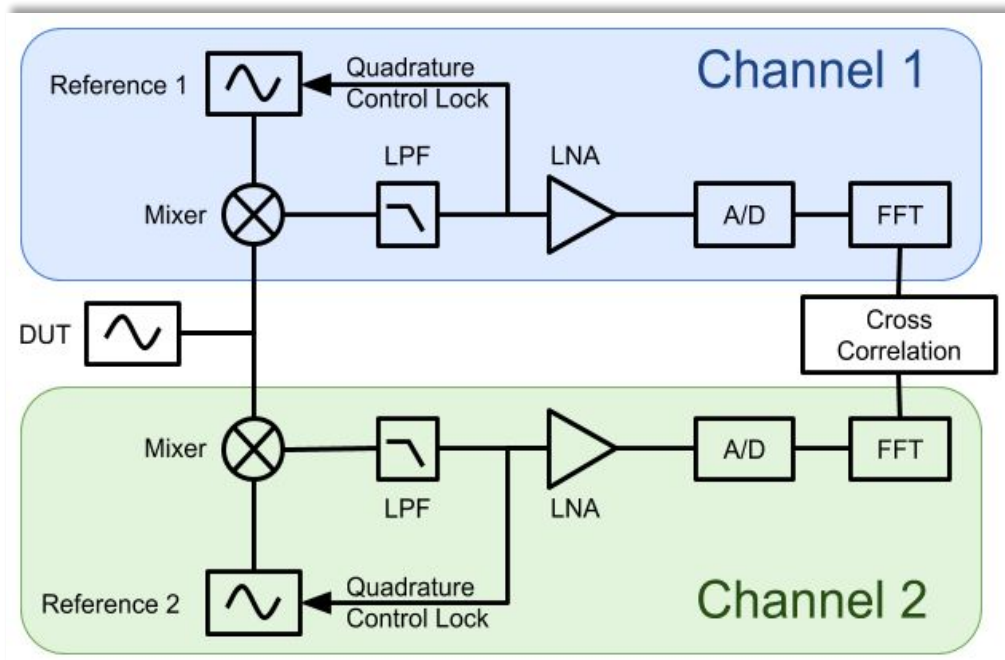 Channel 1
Reference 1
Quadrature
Control Lock
LPF
LNA
Mixer
A/D
FFT
DUT
Cross
Correlation
Mixer
A/D
FFT
LPF
LNA
Quadrature
Control Lock
Reference 2
Channel 2